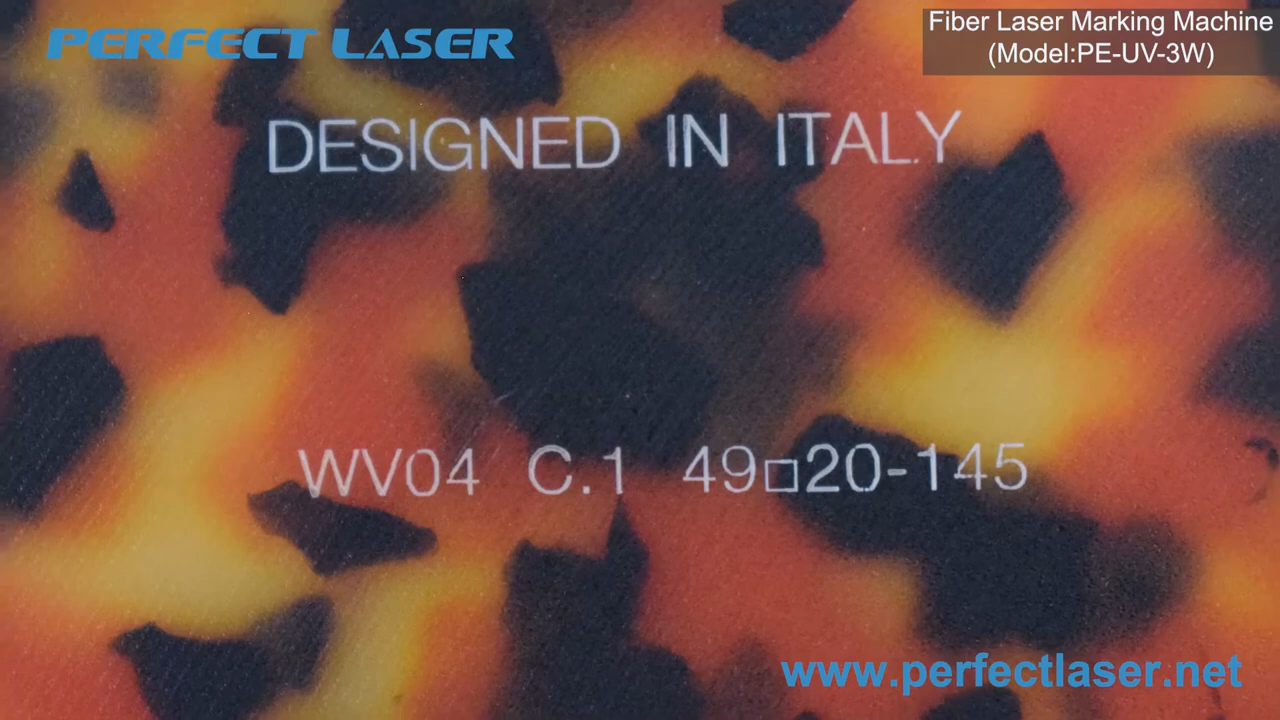 PERFECT LASER
Fiber Laser Marking Machine
(Model:PE-UV-3W)
DESIGNED IN ITALY
WV04 C.1 49□20-145
www.perfectlaser.net